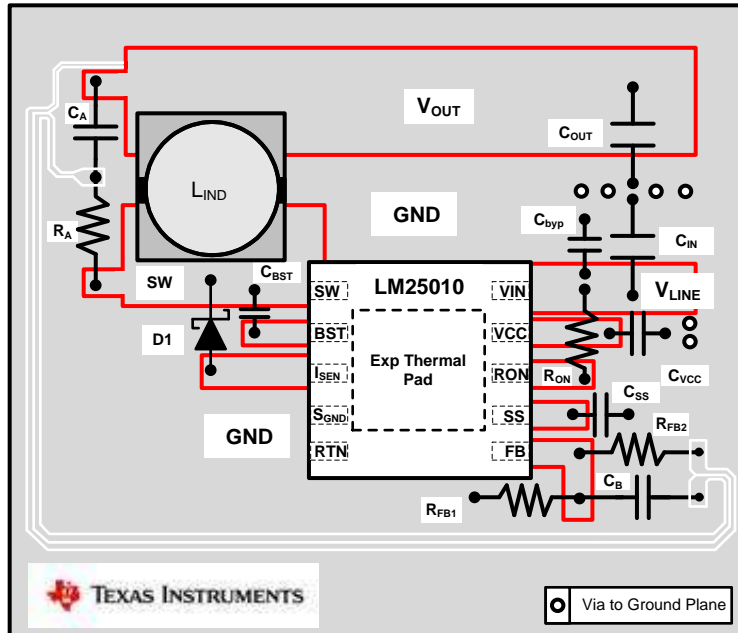 CA
VOUT
COUT
LIND
GND
RA
Cbyp
CIN
SW
CBST
LM25010
VLINE
SW
VIN
D1
BST
VCC
Exp Thermal
Pad
ISEN
RON
RON
CVCC
CSS
SGND
SS
GND
RFB2
RTN
FB
CB
RFB1
TEXAS INSTRUMENTS
Via to Ground Plane